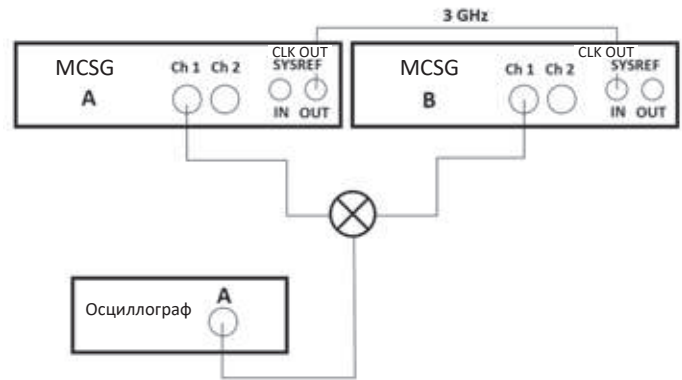 3 GHz
MCSG
A
Ch 1 Ch 2
CLK OUT
SYSREF
IN OUT
MCSG
B
Ch 1 Ch 2
CLK OUT
SYSREF
IN OUT
Осциллограф
A